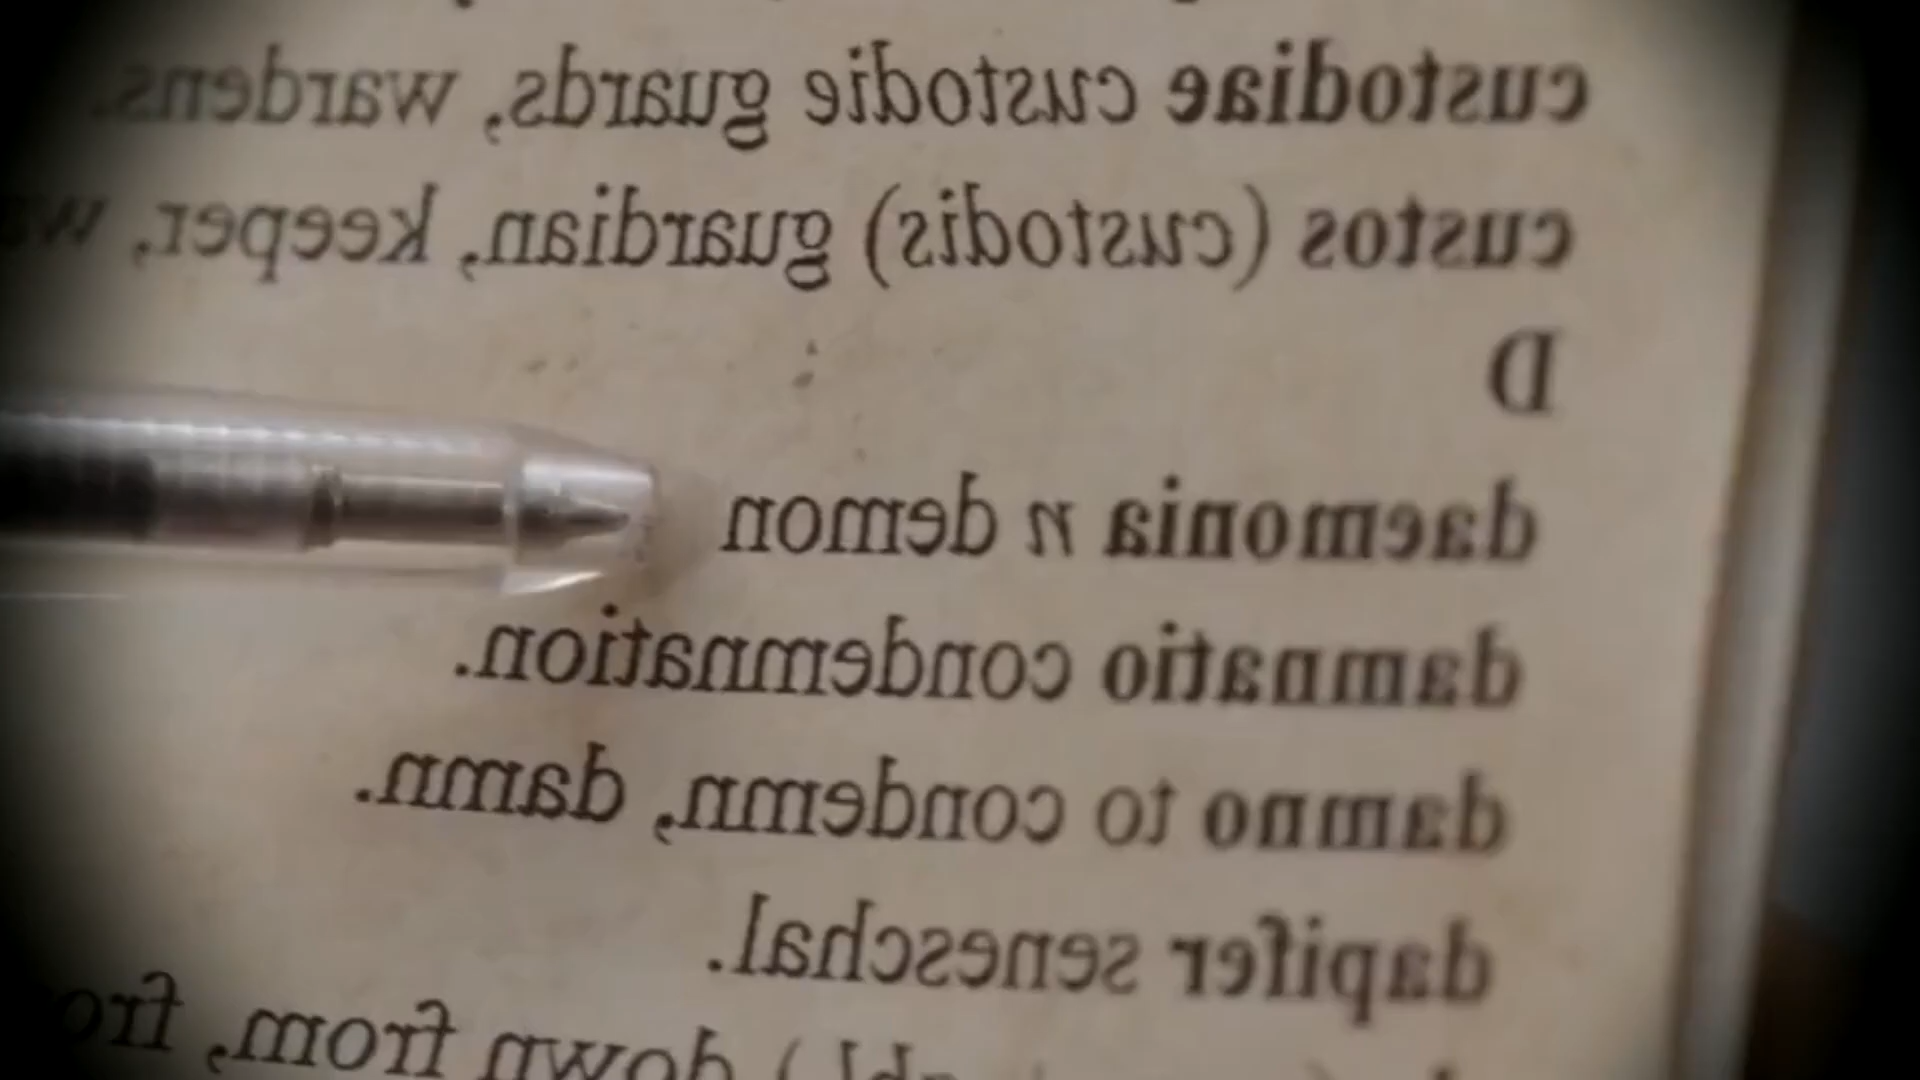 custodiae custodie guards, wardens.
custos (custodis) guardian, keeper,
D
daemonia n demon
damnatio condemnation.
damno to condemn, damn.
dapifer seneschal.
down from,